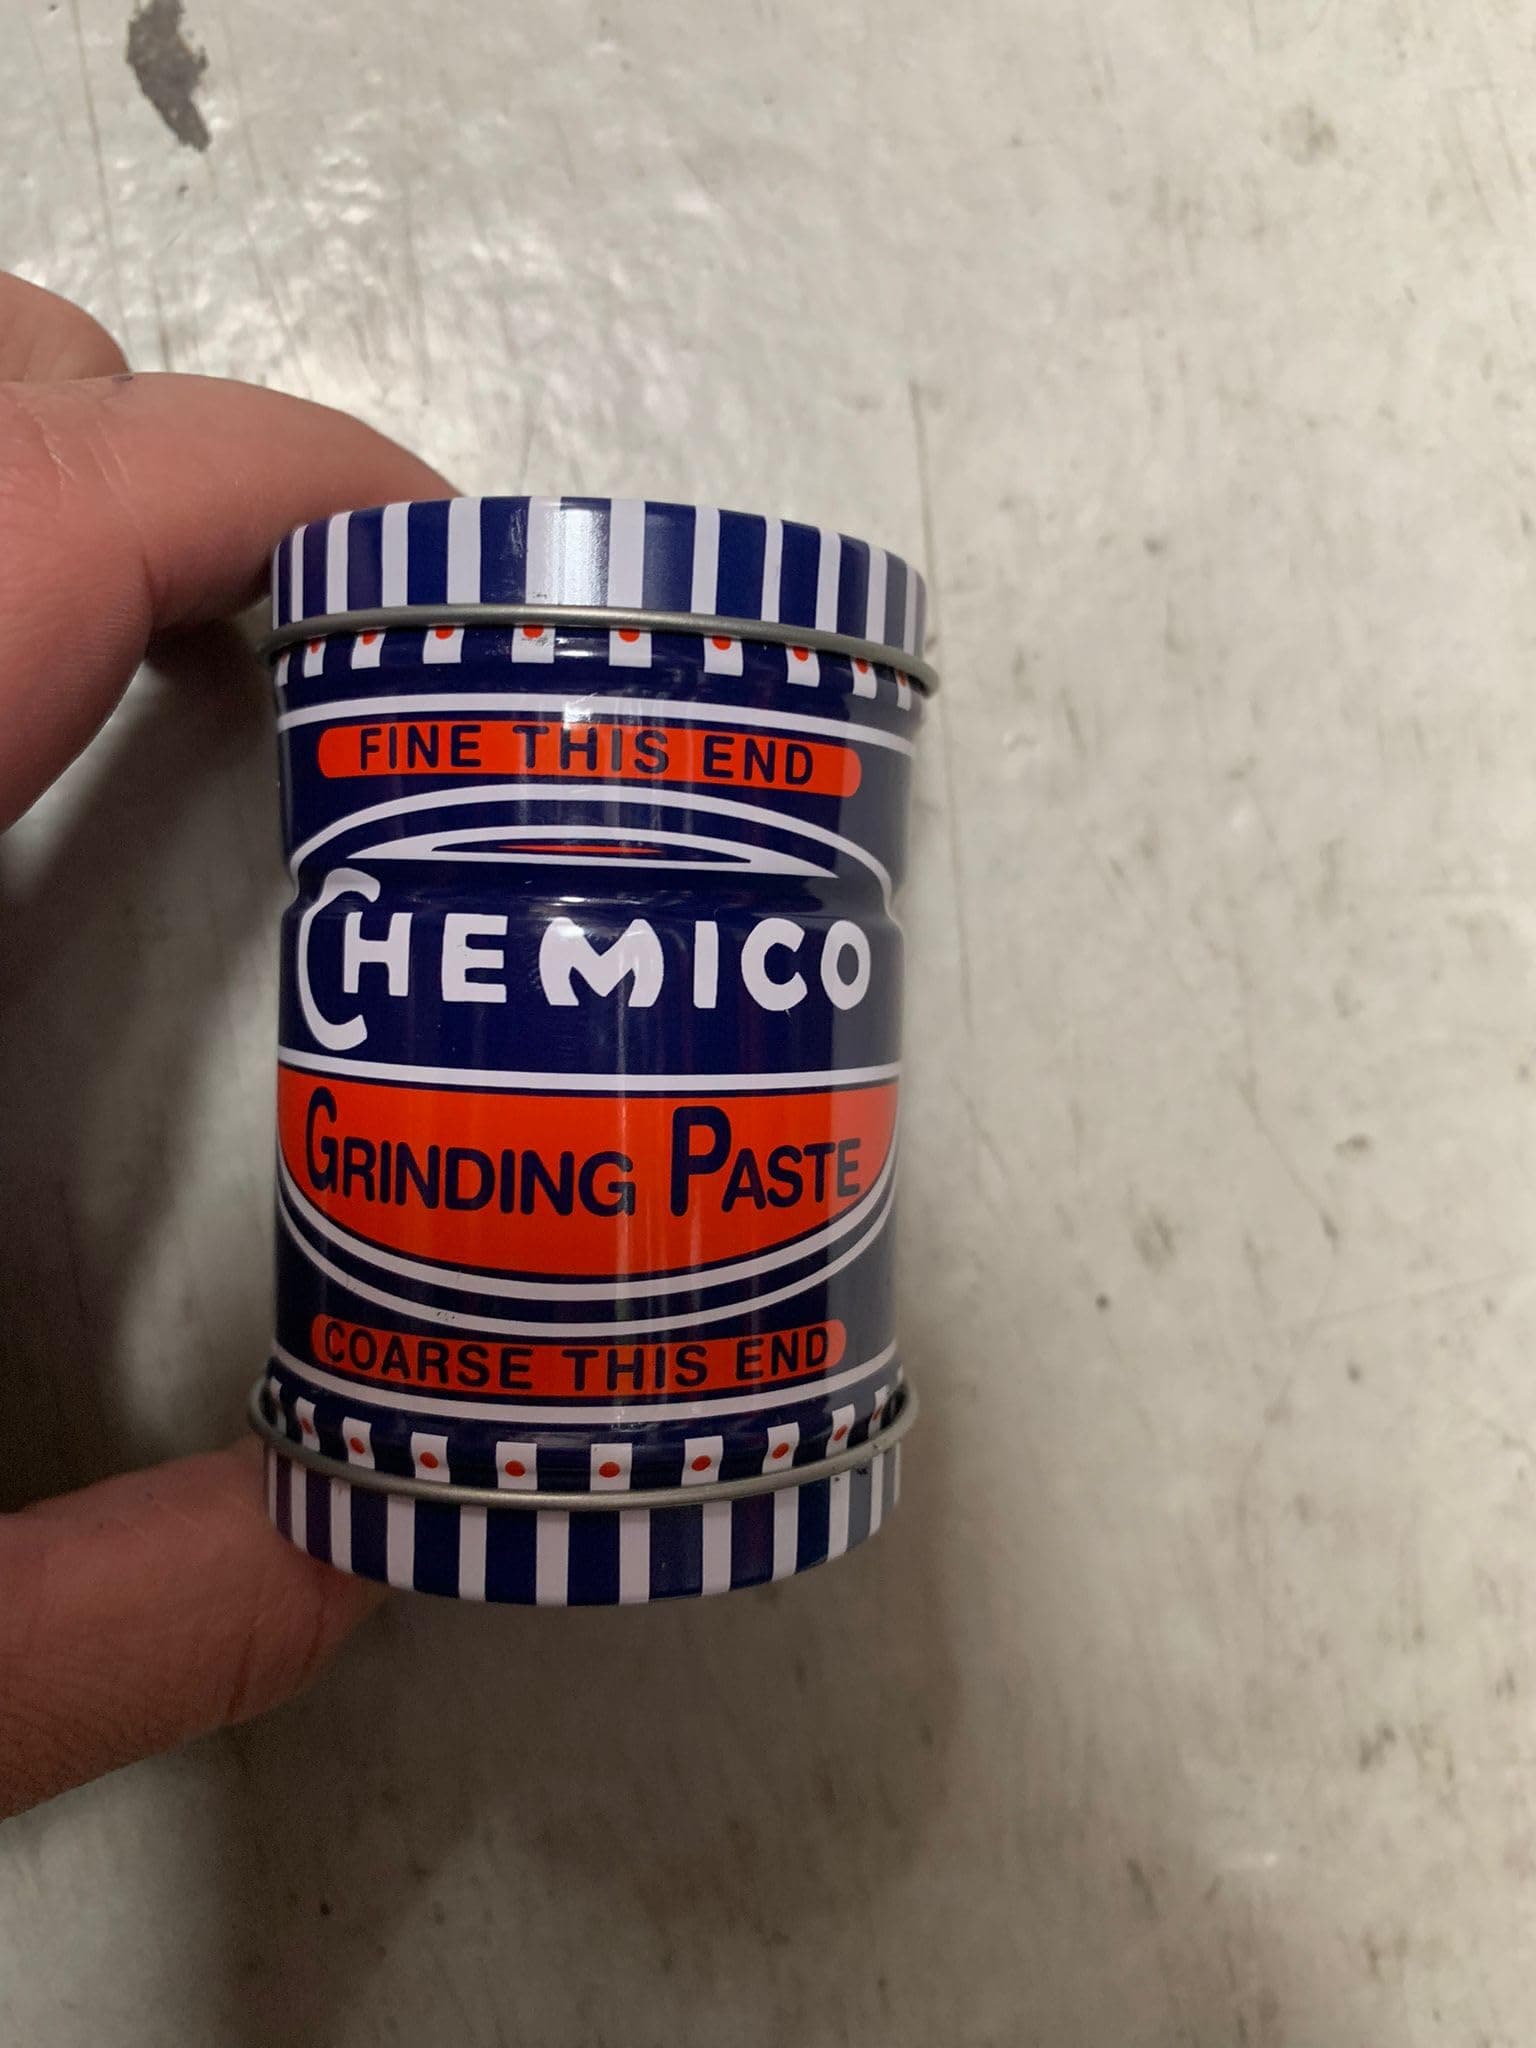 FINE THIS END
CHEMICO
GRINDING PASTE
COARSE THIS END